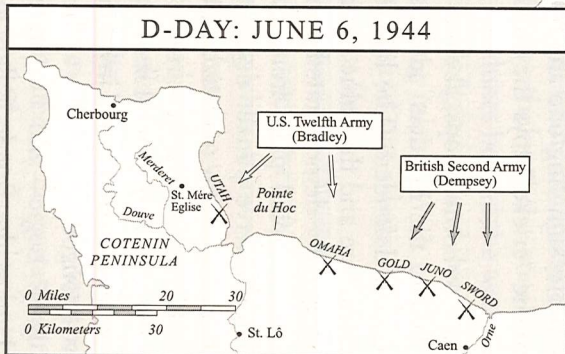 D-DAY: JUNE 6, 1944
Cherbourg
U.S. Twelfth Army
(Bradley)
British Second Army
(Dempsey)
Merderet
St. Mére
Eglise
UTAH
Pointe
du Hoc
Douve
COTENIN
PENINSULA
OMAHA
GOLD
JUNO
SWORD
0 Miles 20 30
0 Kilometers 30
St. Lô
Caen
Orne